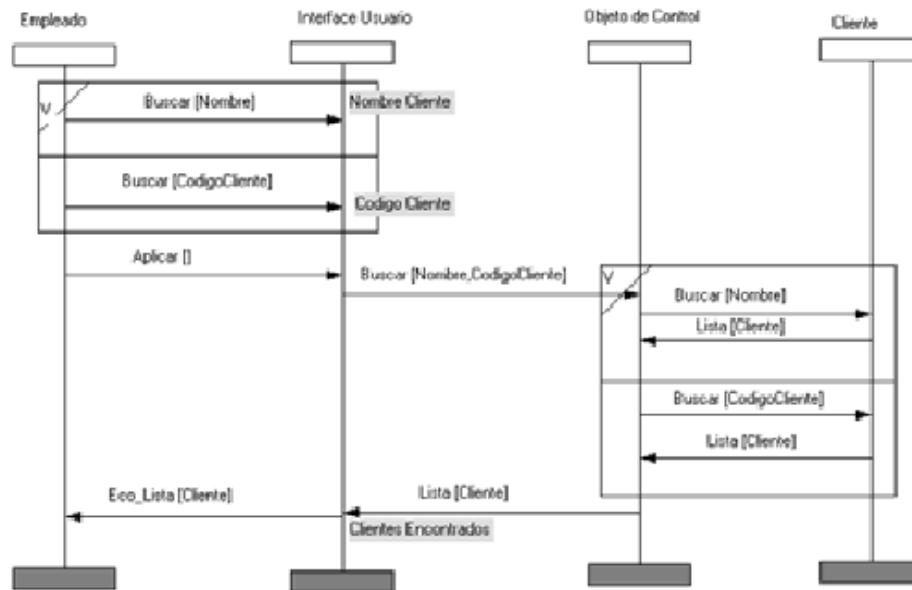 Empleado
Interface Usuario
Objeto de Control
Cliente
V
Buscar [Nombre]
Nombre Cliente
Buscar [CodigoCliente]
Codigo Cliente
Aplicar []
Buscar [Nombre,CodigoCliente]
V
Buscar [Nombre]
Lista [Cliente]
Buscar [CodigoCliente]
Lista [Cliente]
Lista [Cliente]
Eco_Lista [Cliente]
Clientes Encontrados